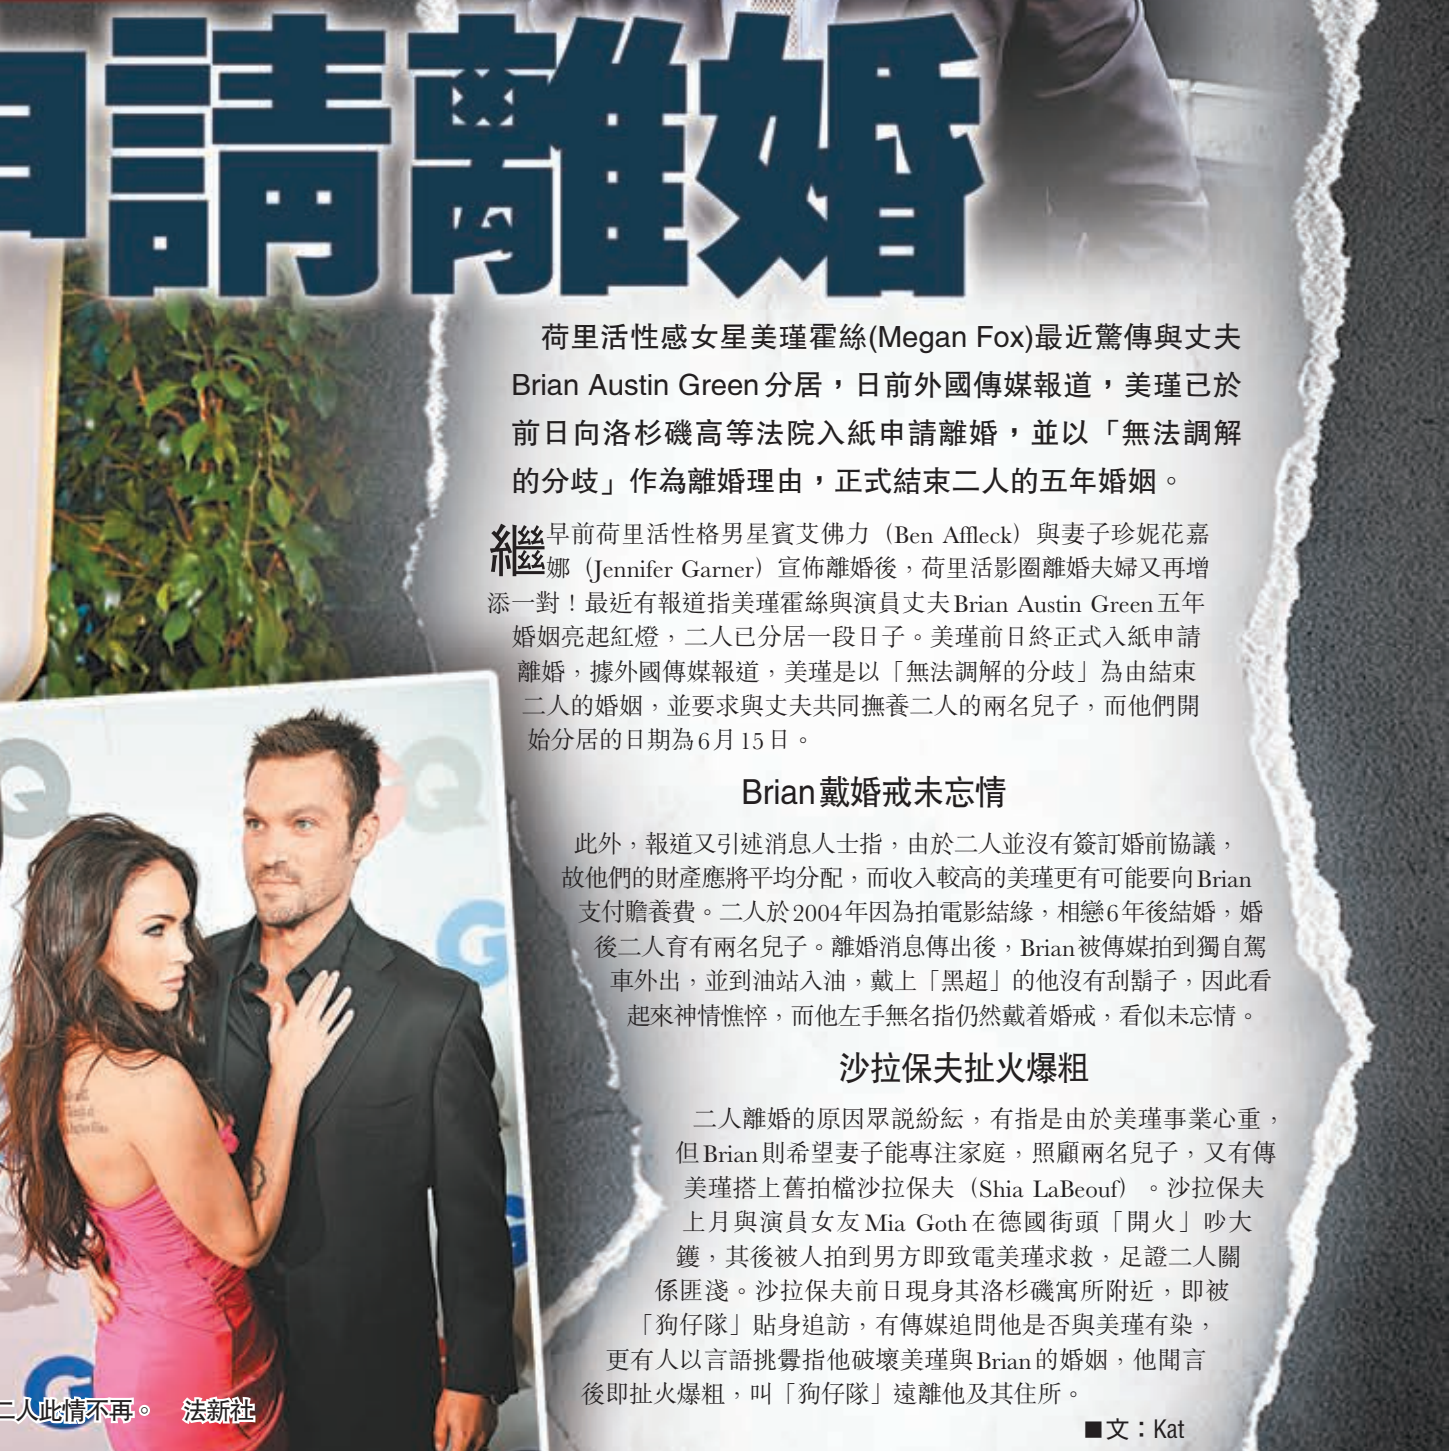 申請離婚
荷里活性感女星美瑾霍絲(Megan Fox)最近驚傳與丈夫
Brian Austin Green分居，日前外國傳媒報道，美瑾已於
前日向洛杉磯高等法院入紙申請離婚，並以「無法調解
的分歧」作為離婚理由，正式結束二人的五年婚姻。
繼早前荷里活性格男星賓艾佛力（Ben Affleck）與妻子珍妮花嘉
娜（Jennifer Garner）宣佈離婚後，荷里活影圈離婚夫婦又再增
添一對！最近有報道指美瑾霍絲與演員丈夫Brian Austin Green五年
婚姻亮起紅燈，二人已分居一段日子。美瑾前日終正式入紙申請
離婚，據外國傳媒報道，美瑾是以「無法調解的分歧」為由結束
二人的婚姻，並要求與丈夫共同撫養二人的兩名兒子，而他們開
始分居的日期為6月15日。
Brian戴婚戒未忘情
此外，報道又引述消息人士指，由於二人並沒有簽訂婚前協議，
故他們的財產應將平均分配，而收入較高的美瑾更有可能要向Brian
支付贍養費。二人於2004年因為拍電影結緣，相戀6年後結婚，婚
後二人育有兩名兒子。離婚消息傳出後，Brian被傳媒拍到獨自駕
車外出，並到油站入油，戴上「黑超」的他沒有刮鬍子，因此看
起來神情憔悴，而他左手無名指仍然戴着婚戒，看似未忘情。
沙拉保夫扯火爆粗
二人離婚的原因眾説紛紜，有指是由於美瑾事業心重，
但Brian則希望妻子能專注家庭，照顧兩名兒子，又有傳
美瑾搭上舊拍檔沙拉保夫（Shia LaBeouf）。沙拉保夫
上月與演員女友Mia Goth在德國街頭「開火」吵大
鑊，其後被人拍到男方即致電美瑾求救，足證二人關
係匪淺。沙拉保夫前日現身其洛杉磯寓所附近，即被
「狗仔隊」貼身追訪，有傳媒追問他是否與美瑾有染，
更有人以言語挑釁指他破壞美瑾與Brian的婚姻，他聞言
後即扯火爆粗，叫「狗仔隊」遠離他及其住所。
■文：Kat
GQ
GQ
G
G
二人此情不再。 法新社